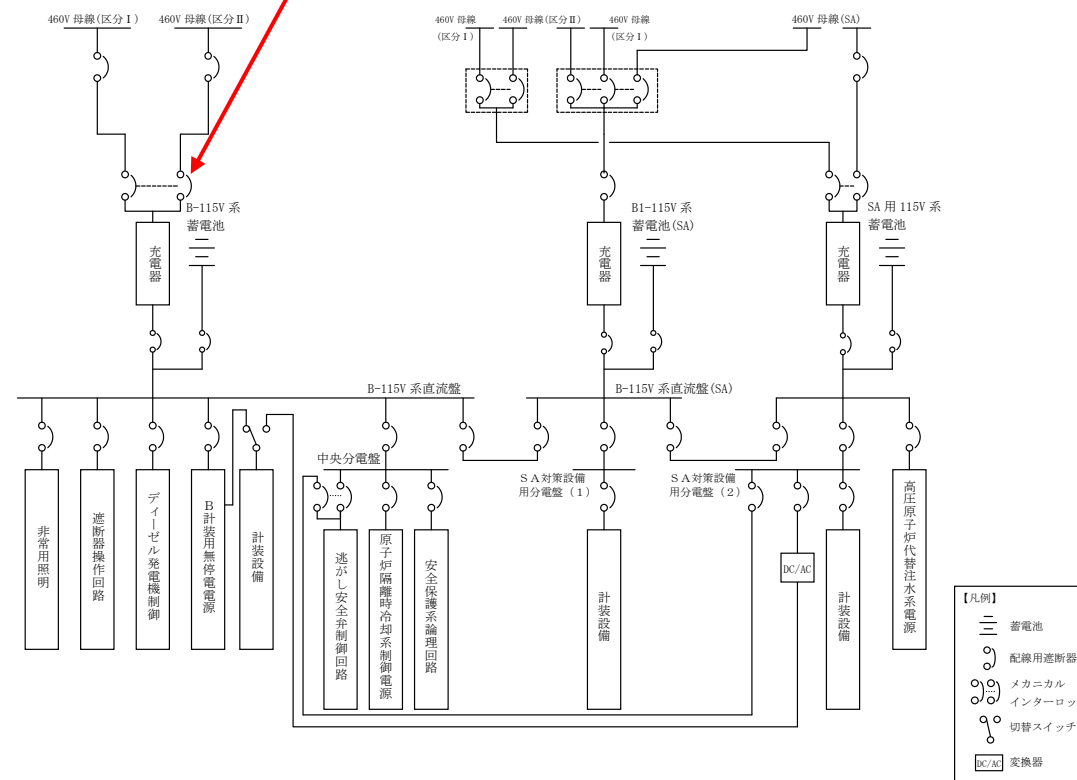 460V 母線(区分Ⅰ)
460V 母線(区分Ⅱ)
460V 母線
(区分Ⅰ)
460V 母線(区分Ⅱ)
460V 母線
(区分Ⅰ)
460V 母線(SA)
B-115V 系
蓄電池
充電器
B1-115V 系
蓄電池(SA)
充電器
SA 用 115V 系
蓄電池
充電器
B-115V 系直流盤
B-115V 系直流盤(SA)
中央分電盤
SA対策設備
用分電盤(1)
SA対策設備
用分電盤(2)
非常用照明
遮断器操作回路
ディーゼル発電機制御
B計装用無停電電源
計装設備
逃がし安全弁制御回路
原子炉隔離時冷却系制御電源
安全保護系論理回路
計装設備
DC/AC
計装設備
高圧原子炉代替注水系電源
【凡例】
蓄電池
配線用遮断器
メカニカル
インターロッ
切替スイッチ
DC/AC 変換器